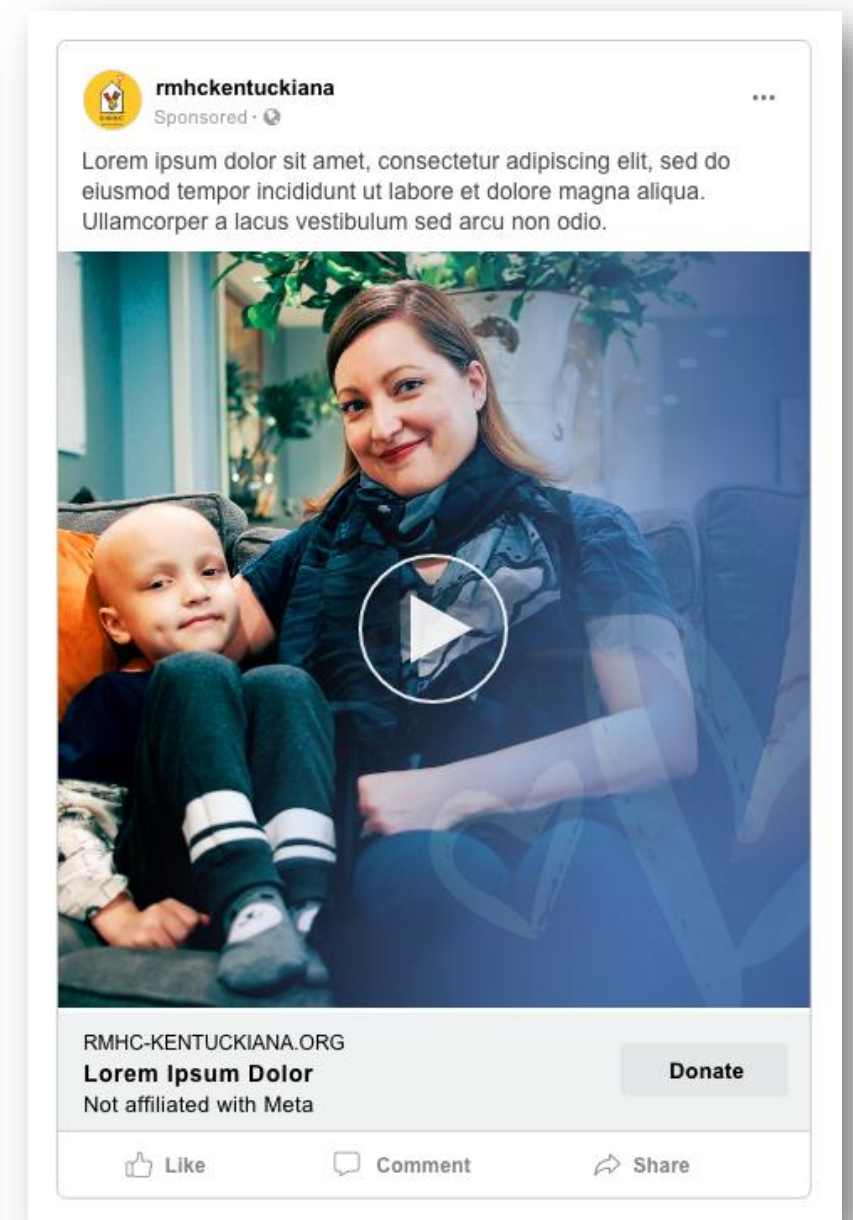 rmhckentuckiana
Sponsored ·
Lorem ipsum dolor sit amet, consectetur adipiscing elit, sed do
eiusmod tempor incididunt ut labore et dolore magna aliqua.
Ullamcorper a lacus vestibulum sed arcu non odio.
RMHC-KENTUCKIANA.ORG
Lorem Ipsum Dolor
Not affiliated with Meta
Donate
Like
Comment
Share